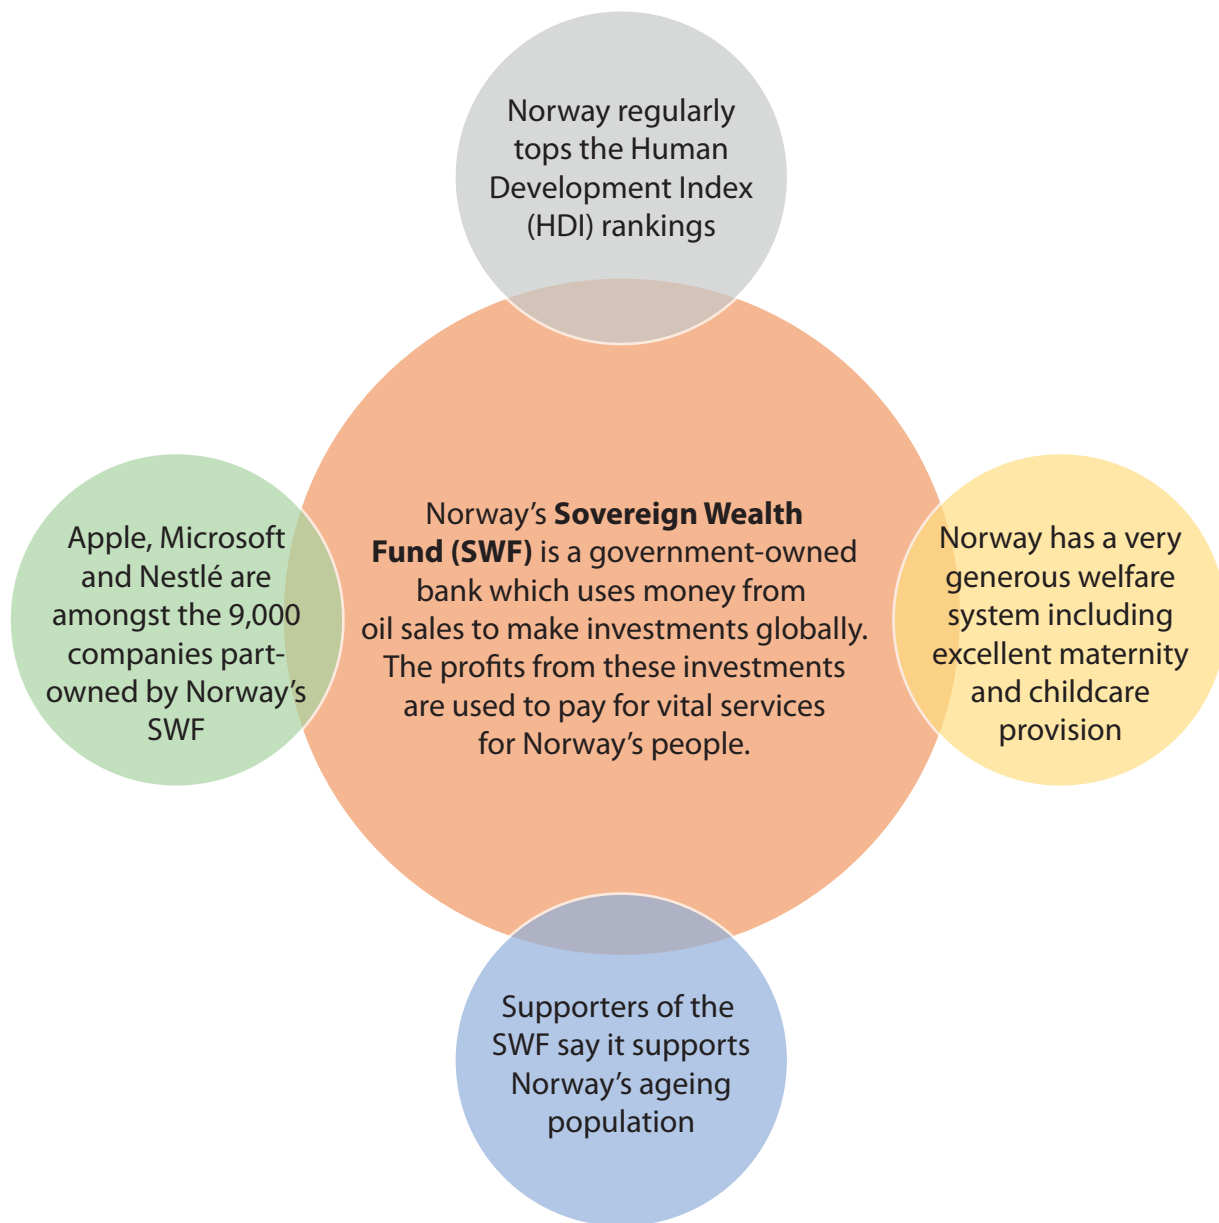 Norway regularly
tops the Human
Development Index
(HDI) rankings
Apple, Microsoft
and Nestlé are
amongst the 9,000
companies part-
owned by Norway's
SWF
Norway's Sovereign Wealth
Fund (SWF) is a government-owned
bank which uses money from
oil sales to make investments globally.
The profits from these investments
are used to pay for vital services
for Norway's people.
Norway has a very
generous welfare
system including
excellent maternity
and childcare
provision
Supporters of the
SWF say it supports
Norway's ageing
population